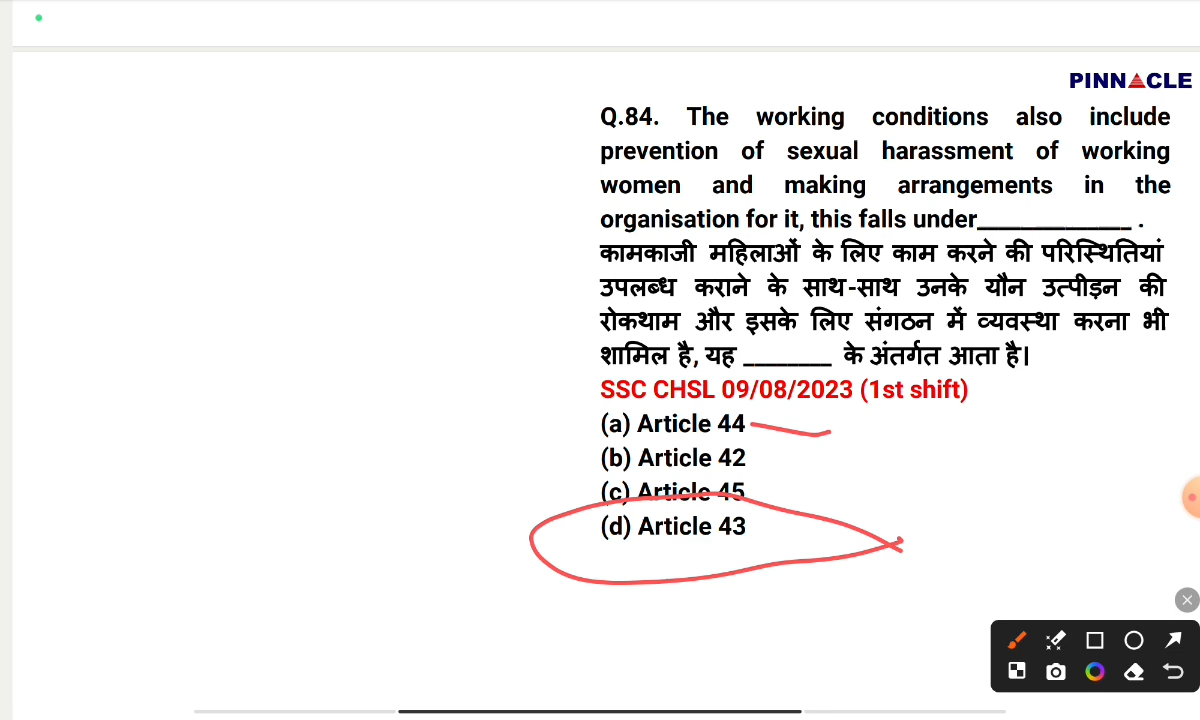 PINNACLE
Q.84. The working conditions also include
prevention of sexual harassment of working
women and making arrangements in the
organisation for it, this falls under____________ .
कामकाजी महिलाओं के लिए काम करने की परिस्थितियां
उपलब्ध कराने के साथ-साथ उनके यौन उत्पीड़न की
रोकथाम और इसके लिए संगठन में व्यवस्था करना भी
शामिल है, यह _______ के अंतर्गत आता है।
SSC CHSL 09/08/2023 (1st shift)
(a) Article 44
(b) Article 42
(c) Article 45
(d) Article 43